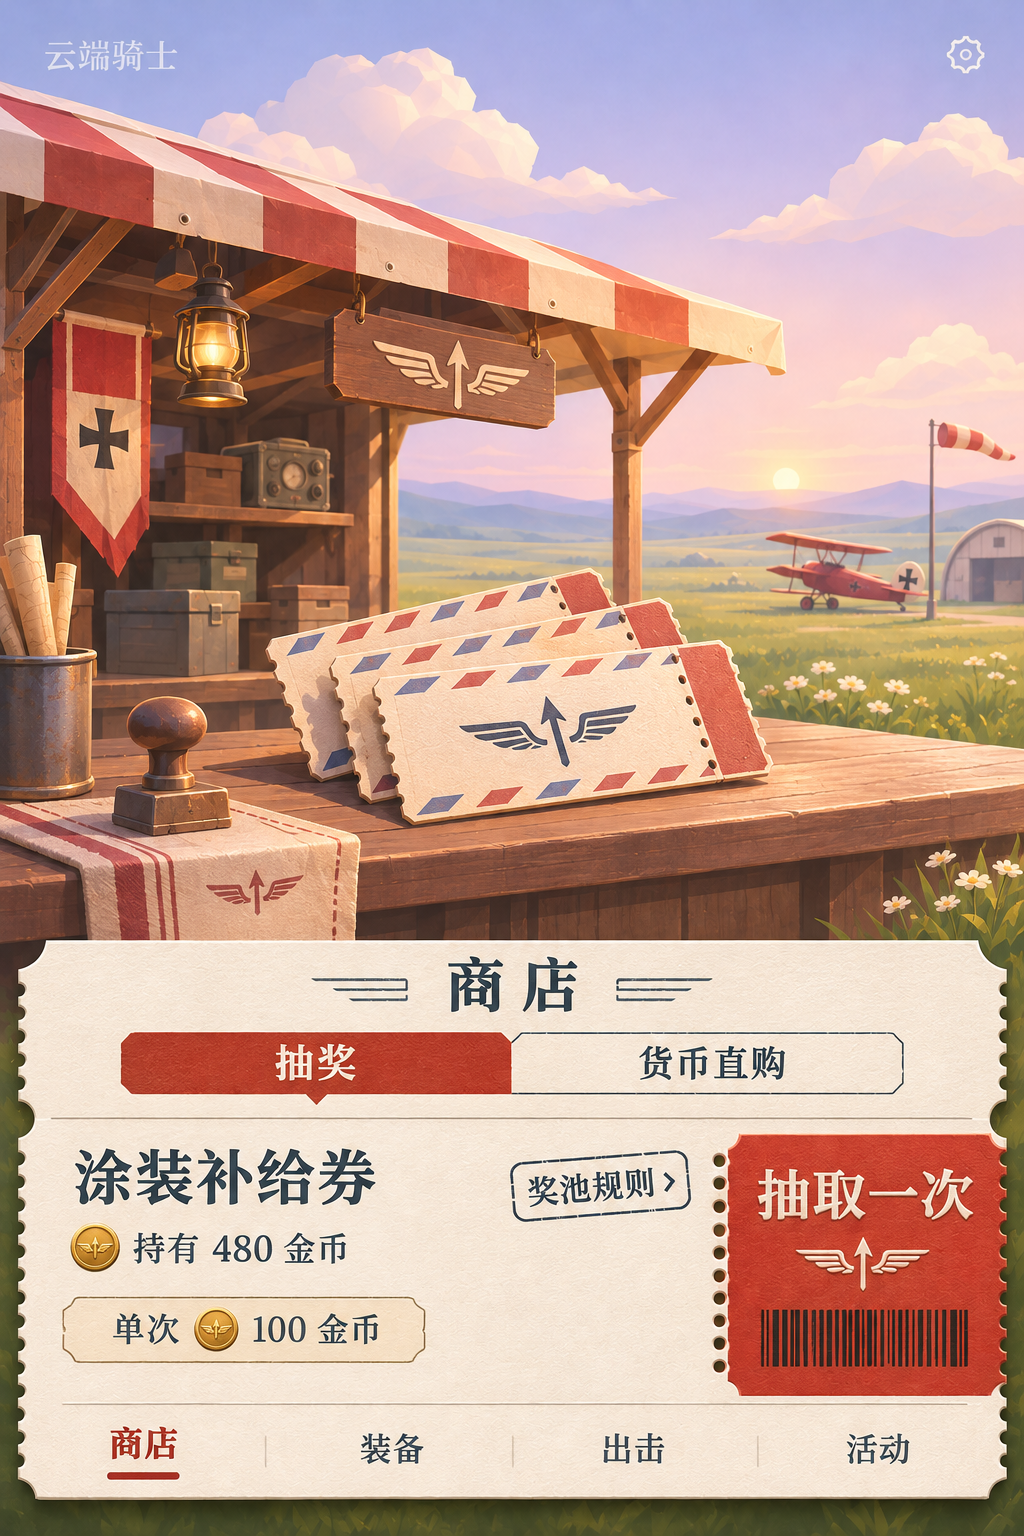 云端骑士
商店
抽奖
货币直购
涂装补给券
奖池规则
持有 480 金币
单次 100 金币
抽取一次
商店
装备
出击
活动